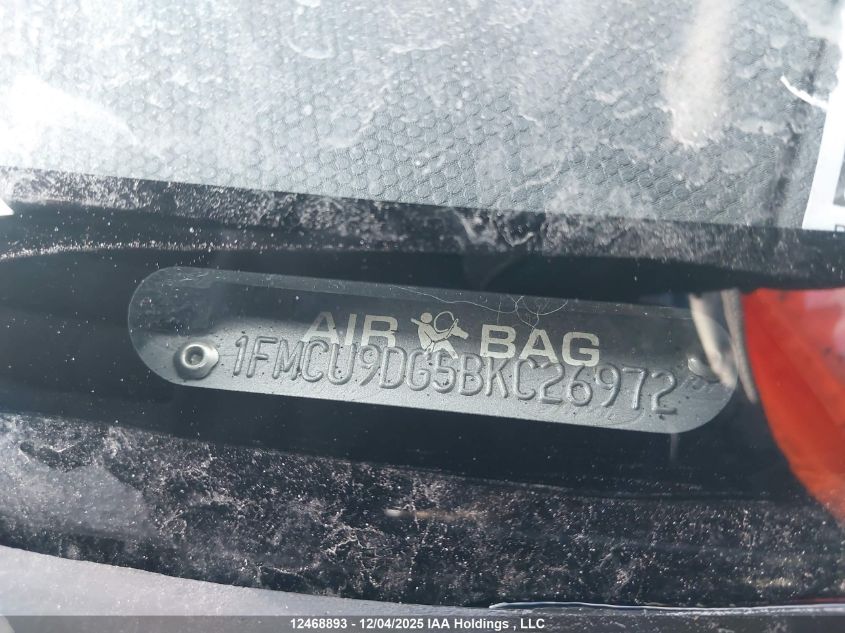 AIR BAG
1FMCU9DG5BKC26972
12468893 - 12/04/2025 IAA Holdings , LLC